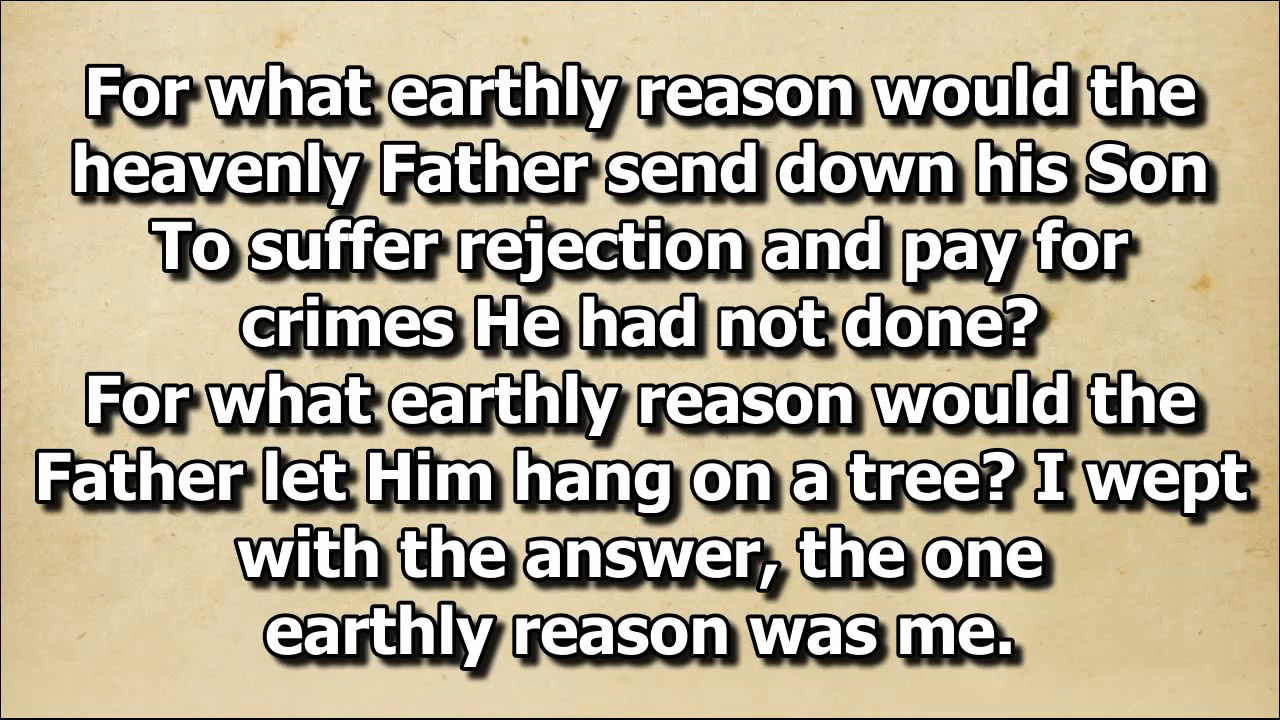 For what earthly reason would the
heavenly Father send down his Son
To suffer rejection and pay for
crimes He had not done?
For what earthly reason would the
Father let Him hang on a tree? I wept
with the answer, the one
earthly reason was me.